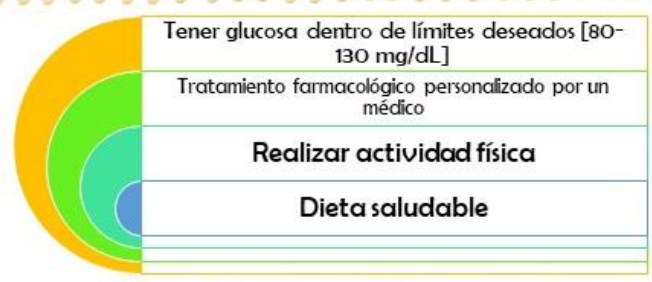 Tener glucosa dentro de límites deseados [80-
130 mg/dL]
Tratamiento farmacológico personalizado por un
médico
Realizar actividad física
Dieta saludable